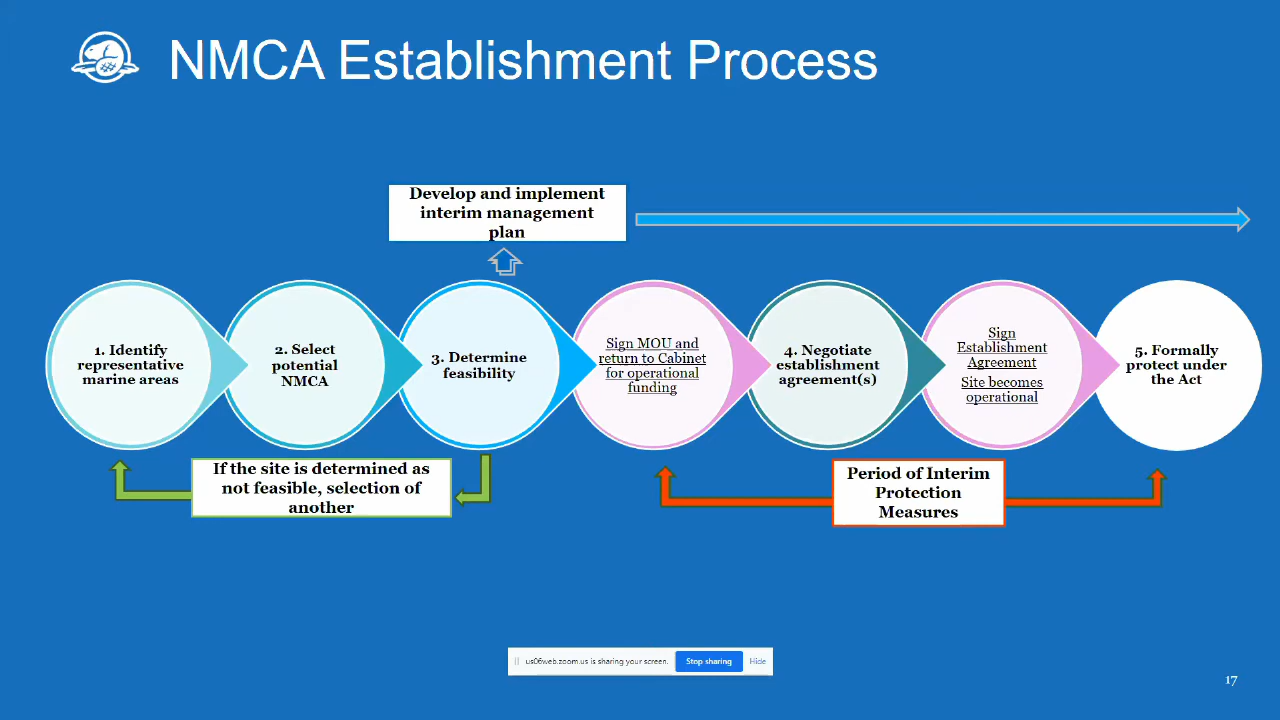 NMCA Establishment Process
Develop and implement
interim management
plan
1. Identify
representative
marine areas
2. Select
potential
NMCA
3. Determine
feasibility
Sign MOU and
return to Cabinet
for operational
funding
4. Negotiate
establishment
agreement(s)
Sign
Establishment
Agreement
Site becomes
operational
5. Formally
protect under
the Act
If the site is determined as
not feasible, selection of
another
Period of Interim
Protection
Measures
us06web.zoom.us is sharing your screen.
Stop sharing
Hide
17